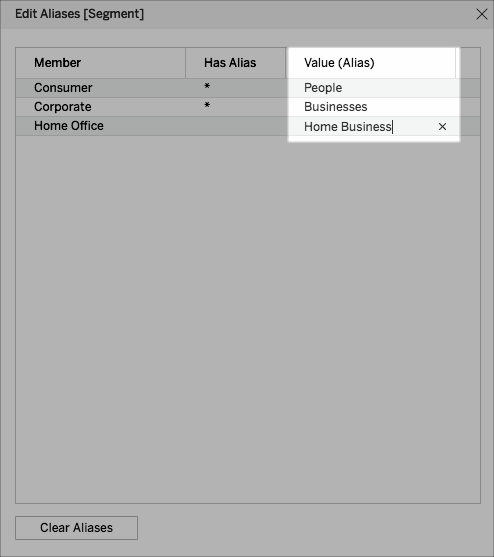 Edit Aliases [Segment]
Member Has Alias Value (Alias)
Consumer * People
Corporate * Businesses
Home Office Home Business
Clear Aliases